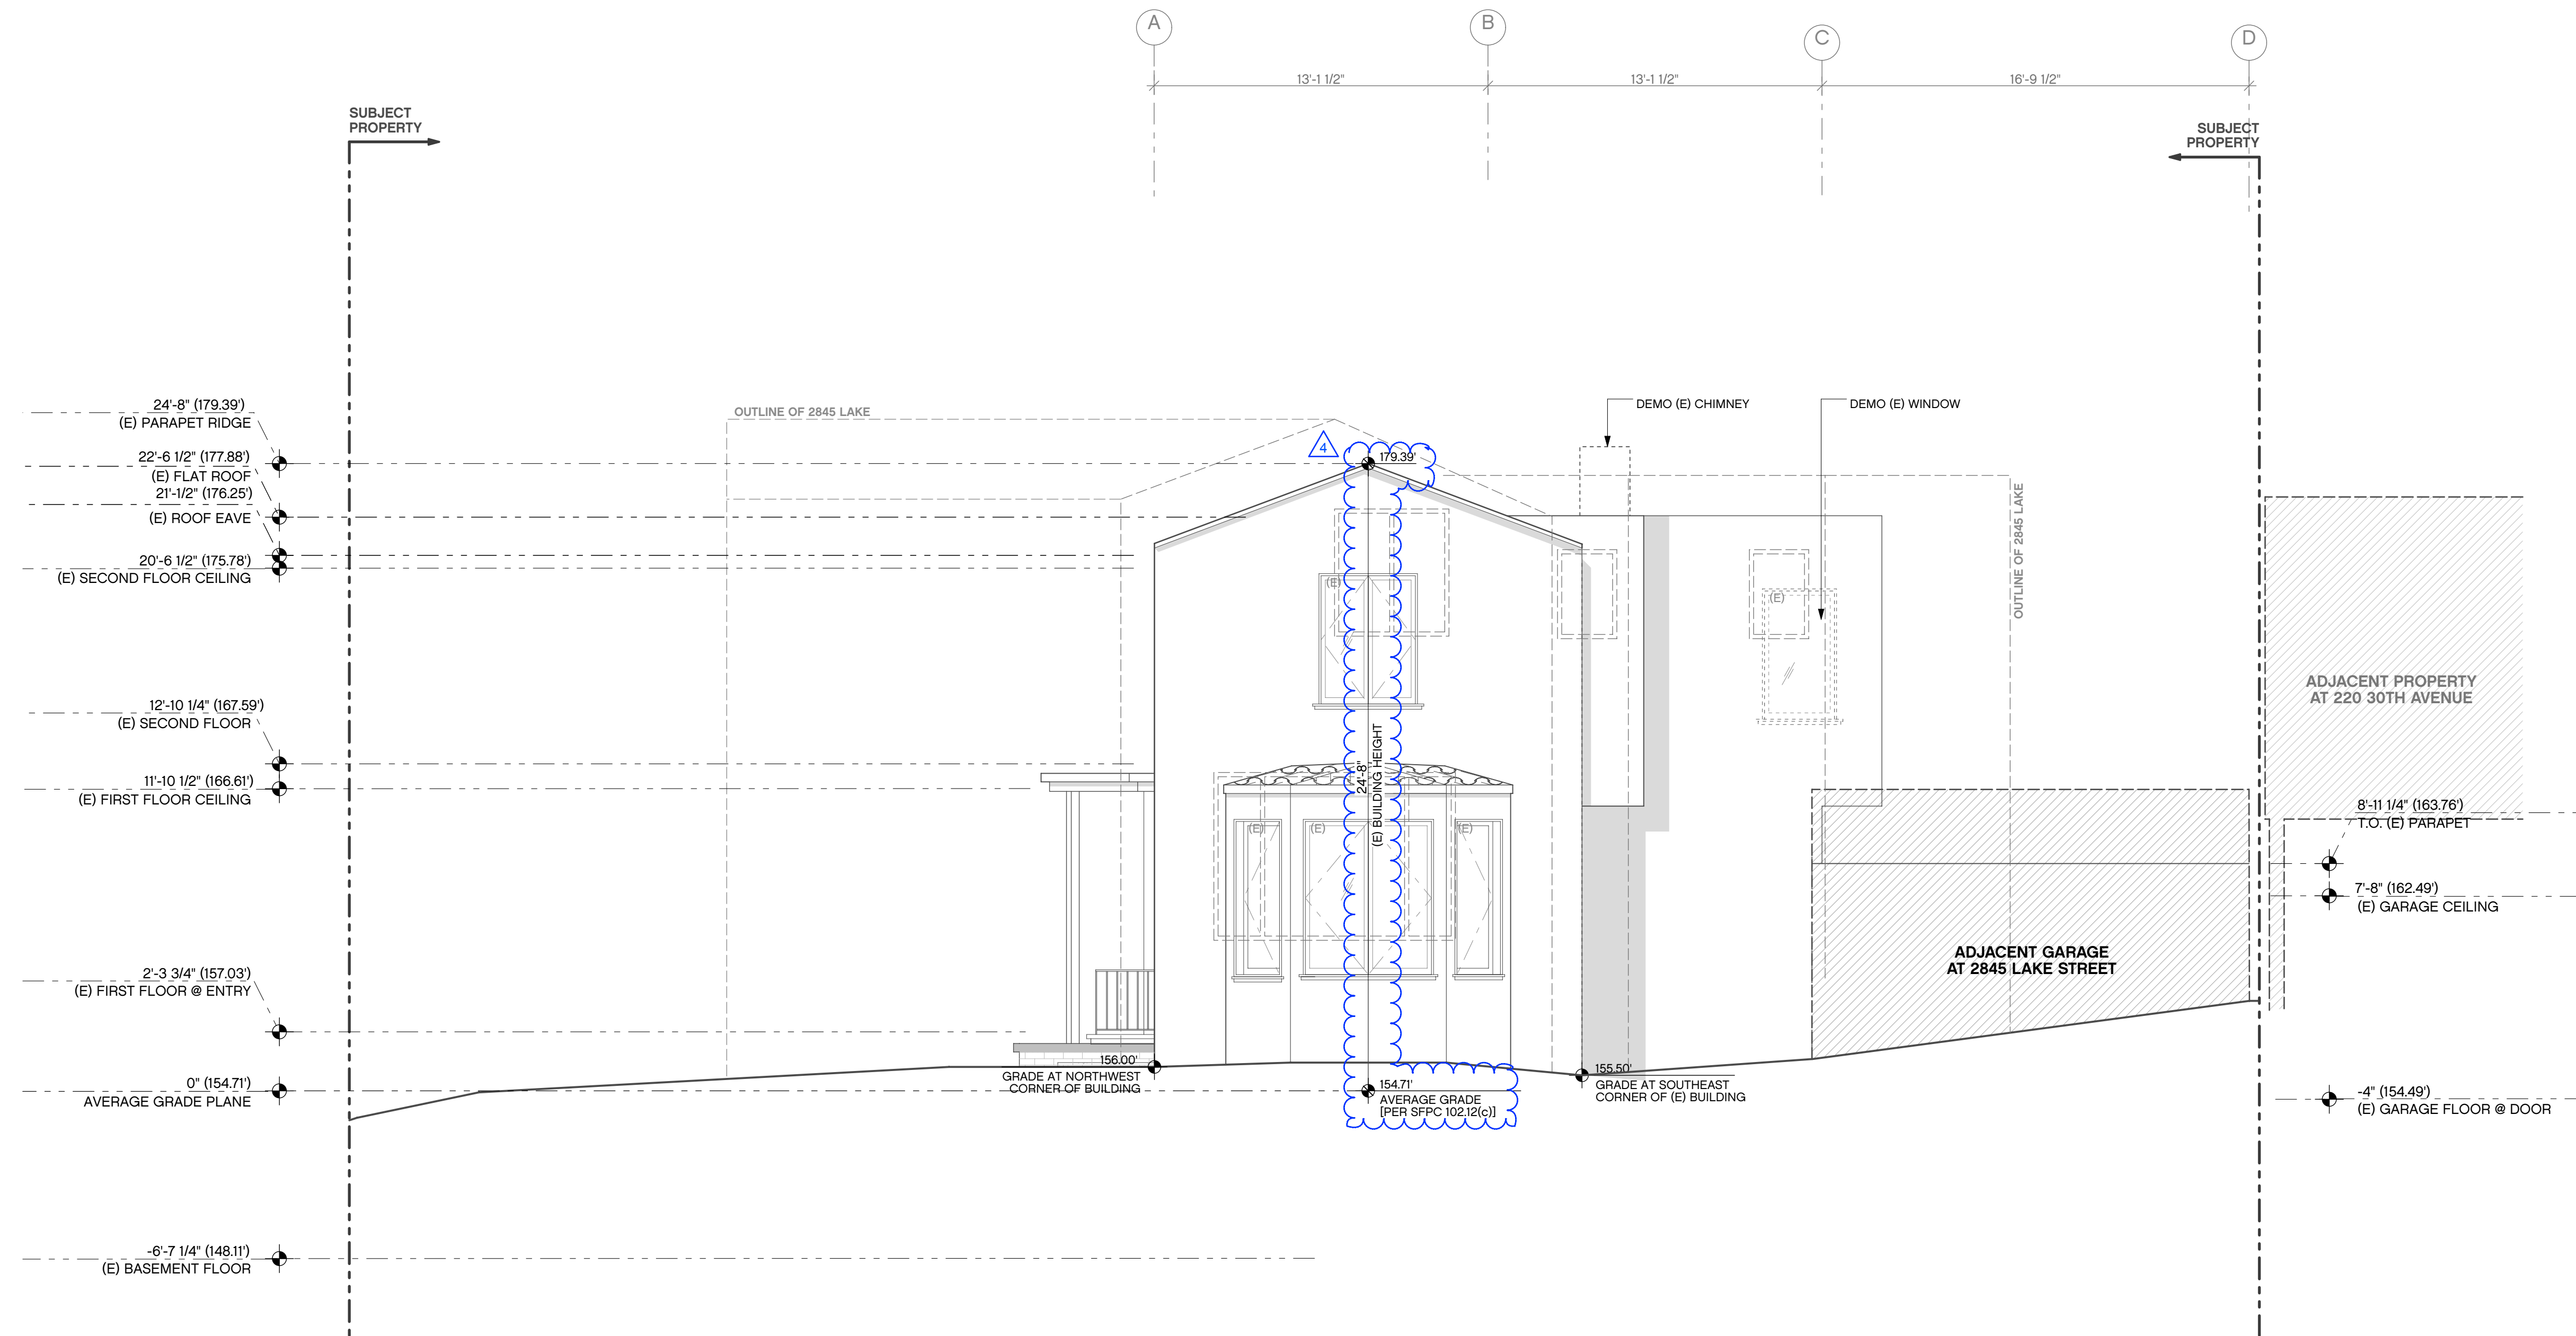 A
B
C
D
13'-1 1/2"
13'-1 1/2"
16'-9 1/2"
SUBJECT
PROPERTY
SUBJECT
PROPERTY
24'-8" (179.39')
(E) PARAPET RIDGE
22'-6 1/2" (177.88')
(E) FLAT ROOF
21'-1/2" (176.25')
(E) ROOF EAVE
20'-6 1/2" (175.78')
(E) SECOND FLOOR CEILING
12'-10 1/4" (167.59')
(E) SECOND FLOOR
11'-10 1/2" (166.61')
(E) FIRST FLOOR CEILING
2'-3 3/4" (157.03')
(E) FIRST FLOOR @ ENTRY
0" (154.71')
AVERAGE GRADE PLANE
-6'-7 1/4" (148.11')
(E) BASEMENT FLOOR
OUTLINE OF 2845 LAKE
4
179.39'
DEMO (E) CHIMNEY
DEMO (E) WINDOW
OUTLINE OF 2845 LAKE
(E)
(E)
24'-8"
(E) BUILDING HEIGHT
(E)
(E)
(E)
156.00'
GRADE AT NORTHWEST
CORNER OF BUILDING
154.71'
AVERAGE GRADE
[PER SFPC 102.12(c)]
155.50'
GRADE AT SOUTHEAST
CORNER OF (E) BUILDING
ADJACENT GARAGE
AT 2845 LAKE STREET
ADJACENT PROPERTY
AT 220 30TH AVENUE
8'-11 1/4" (163.76')
T.O. (E) PARAPET
7'-8" (162.49')
(E) GARAGE CEILING
-4" (154.49')
(E) GARAGE FLOOR @ DOOR